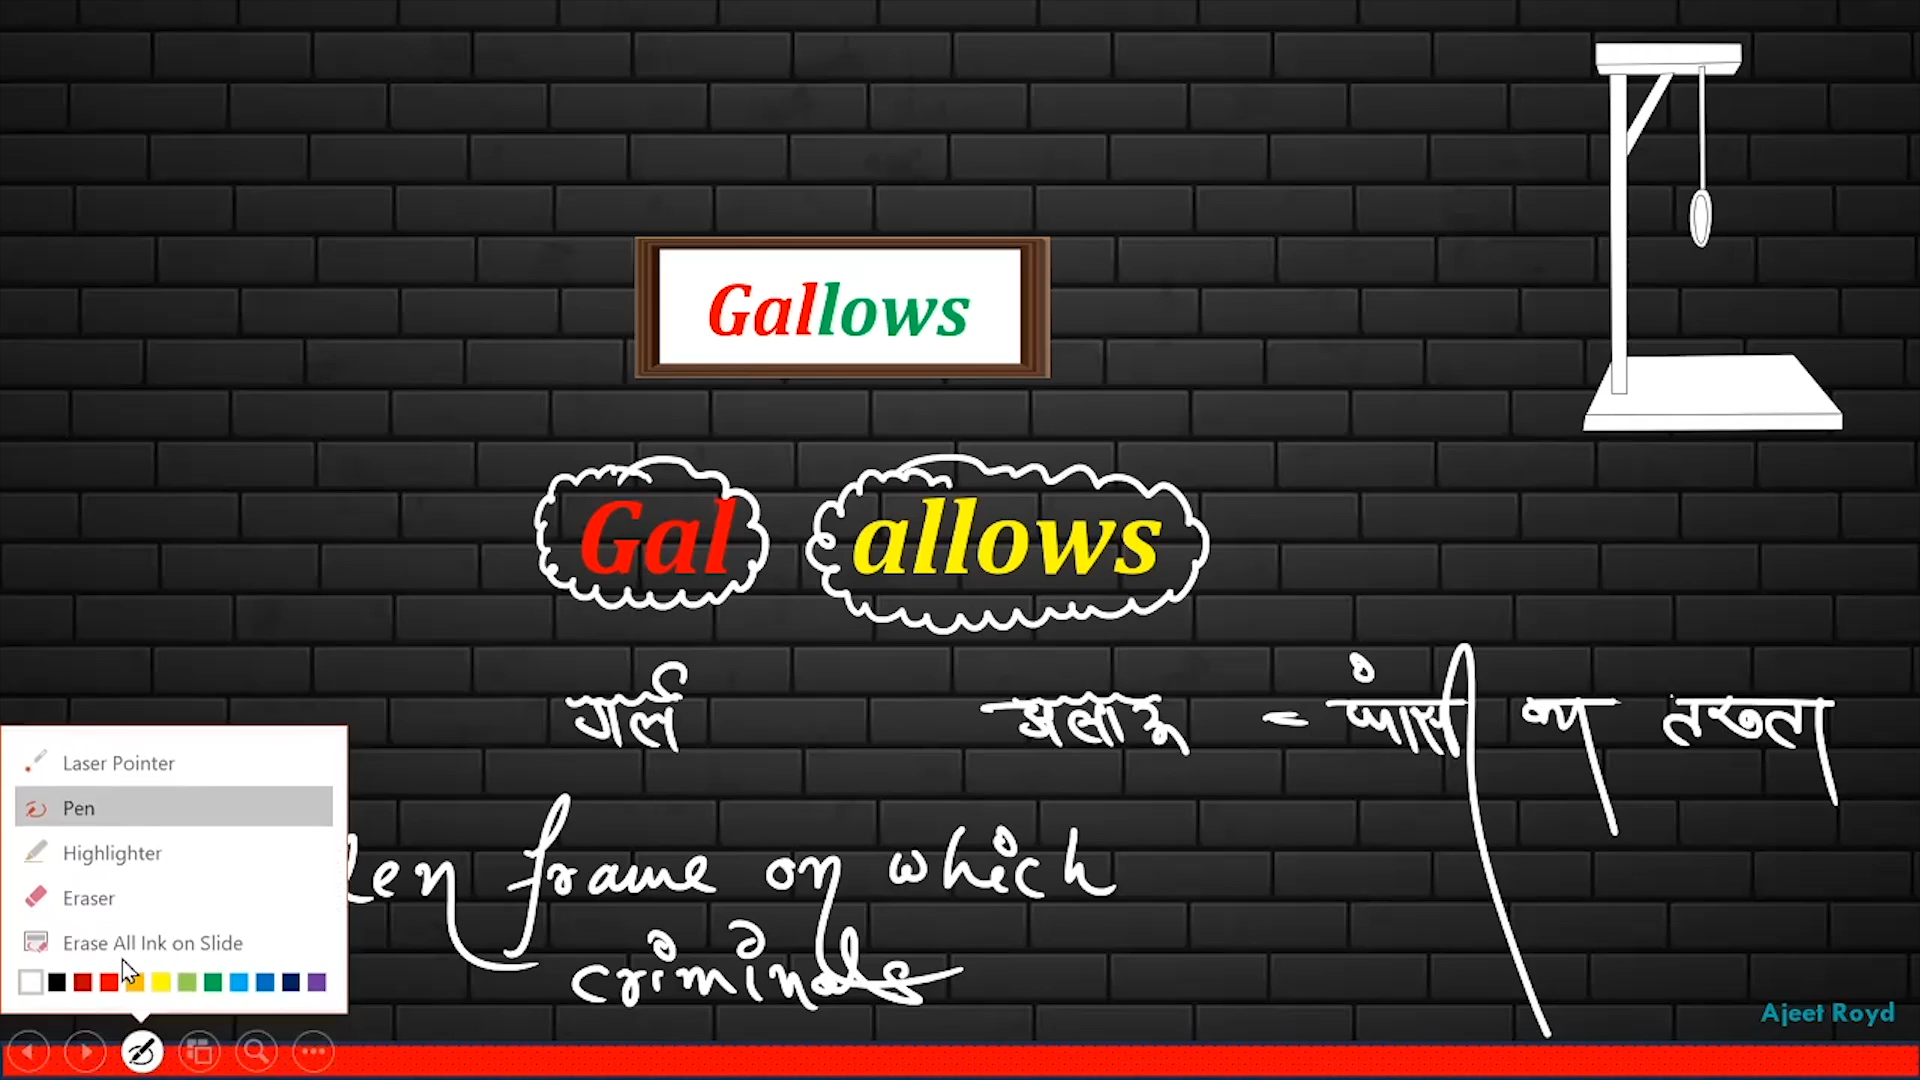 Gallows
Gal allows
गर्ल अलाऊ = फांसी का तख्ता
Laser Pointer
Pen
Highlighter
Eraser
Erase All Ink on Slide
frame on which
criminals
Ajeet Royd